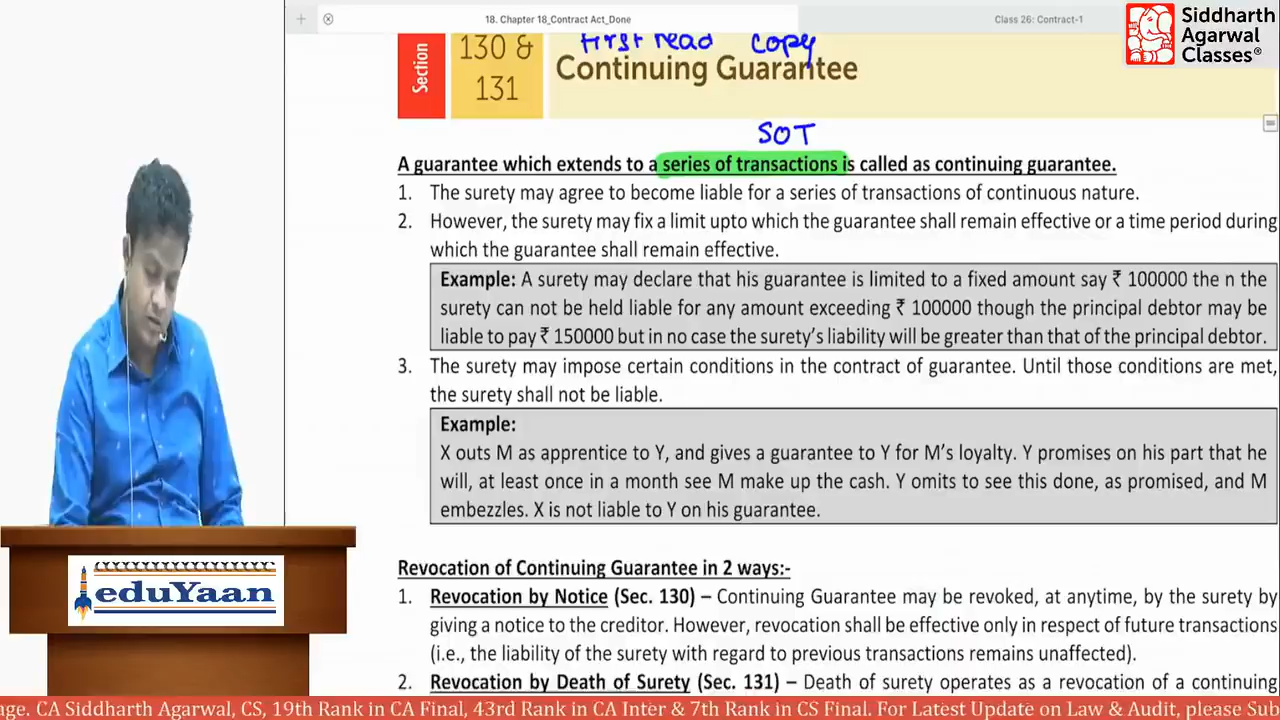 18. Chapter 18_Contract Act_Done
Class 26: Contract-1
Siddharth
Agarwal
Classes®
First read copy
Section
130 &
131
Continuing Guarantee
SOT
A guarantee which extends to a series of transactions is called as continuing guarantee.
1. The surety may agree to become liable for a series of transactions of continuous nature.
2. However, the surety may fix a limit upto which the guarantee shall remain effective or a time period during
which the guarantee shall remain effective.
Example: A surety may declare that his guarantee is limited to a fixed amount say ₹ 100000 the n the
surety can not be held liable for any amount exceeding ₹ 100000 though the principal debtor may be
liable to pay ₹ 150000 but in no case the surety's liability will be greater than that of the principal debtor.
3. The surety may impose certain conditions in the contract of guarantee. Until those conditions are met,
the surety shall not be liable.
Example:
X outs M as apprentice to Y, and gives a guarantee to Y for M's loyalty. Y promises on his part that he
will, at least once in a month see M make up the cash. Y omits to see this done, as promised, and M
embezzles. X is not liable to Y on his guarantee.
Revocation of Continuing Guarantee in 2 ways:-
1. Revocation by Notice (Sec. 130) – Continuing Guarantee may be revoked, at anytime, by the surety by
giving a notice to the creditor. However, revocation shall be effective only in respect of future transactions
(i.e., the liability of the surety with regard to previous transactions remains unaffected).
2. Revocation by Death of Surety (Sec. 131) – Death of surety operates as a revocation of a continuing
eduYaan
age. CA Siddharth Agarwal, CS, 19th Rank in CA Final, 43rd Rank in CA Inter & 7th Rank in CS Final. For Latest Update on Law & Audit, please Sub